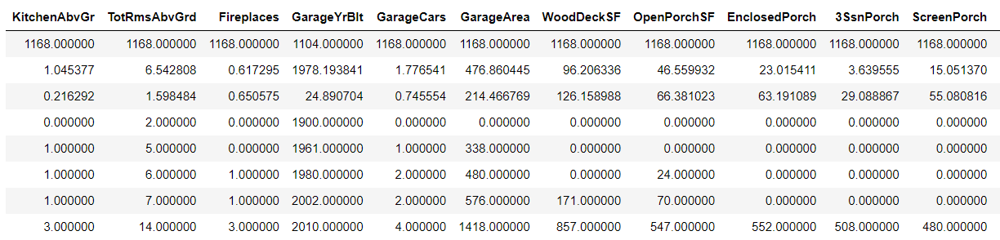 KitchenAbvGr TotRmsAbvGrd Fireplaces GarageYrBlt GarageCars GarageArea WoodDeckSF OpenPorchSF EnclosedPorch 3SsnPorch ScreenPorch
1168.000000 1168.000000 1168.000000 1104.000000 1168.000000 1168.000000 1168.000000 1168.000000 1168.000000 1168.000000 1168.000000
1.045377 6.542808 0.617295 1978.193841 1.776541 476.860445 96.206336 46.559932 23.015411 3.639555 15.051370
0.216292 1.598484 0.650575 24.890704 0.745554 214.466769 126.158988 66.381023 63.191089 29.088867 55.080816
0.000000 2.000000 0.000000 1900.000000 0.000000 0.000000 0.000000 0.000000 0.000000 0.000000 0.000000
1.000000 5.000000 0.000000 1961.000000 1.000000 338.000000 0.000000 0.000000 0.000000 0.000000 0.000000
1.000000 6.000000 1.000000 1980.000000 2.000000 480.000000 0.000000 24.000000 0.000000 0.000000 0.000000
1.000000 7.000000 1.000000 2002.000000 2.000000 576.000000 171.000000 70.000000 0.000000 0.000000 0.000000
3.000000 14.000000 3.000000 2010.000000 4.000000 1418.000000 857.000000 547.000000 552.000000 508.000000 480.000000